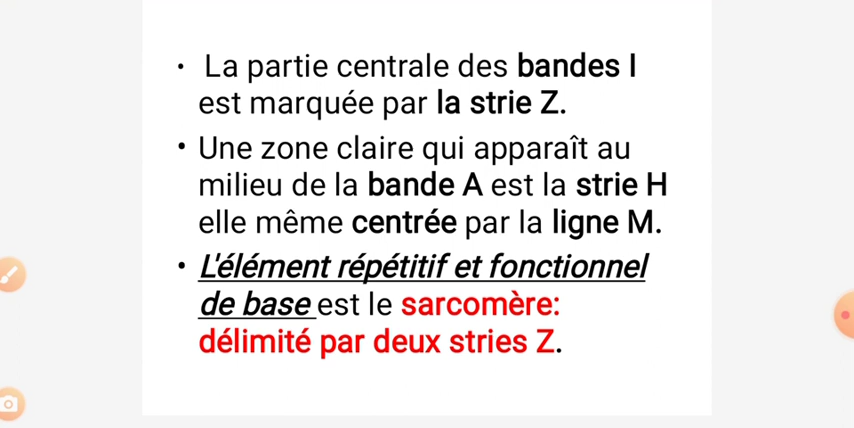 • La partie centrale des bandes I
est marquée par la strie Z.
• Une zone claire qui apparaît au
milieu de la bande A est la strie H
elle même centrée par la ligne M.
• L'élément répétitif et fonctionnel
de base est le sarcomère:
délimité par deux stries Z.